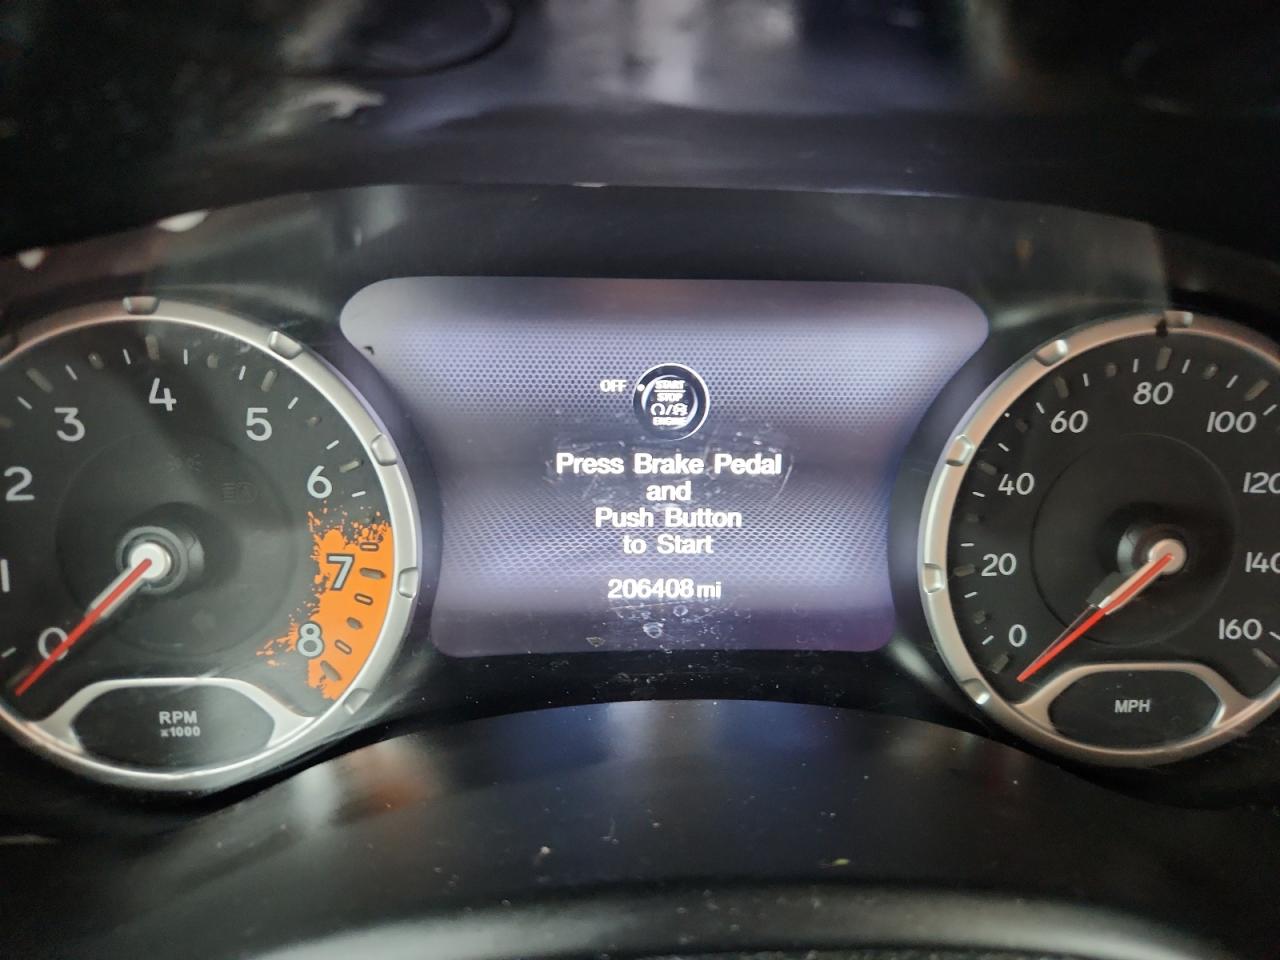 0
1
2
3
4
5
6
7
8
RPM
x1000
OFF
START
STOP
ENGINE
Press Brake Pedal
and
Push Button
to Start
206408 mi
0
20
40
60
80
100
120
140
160
MPH